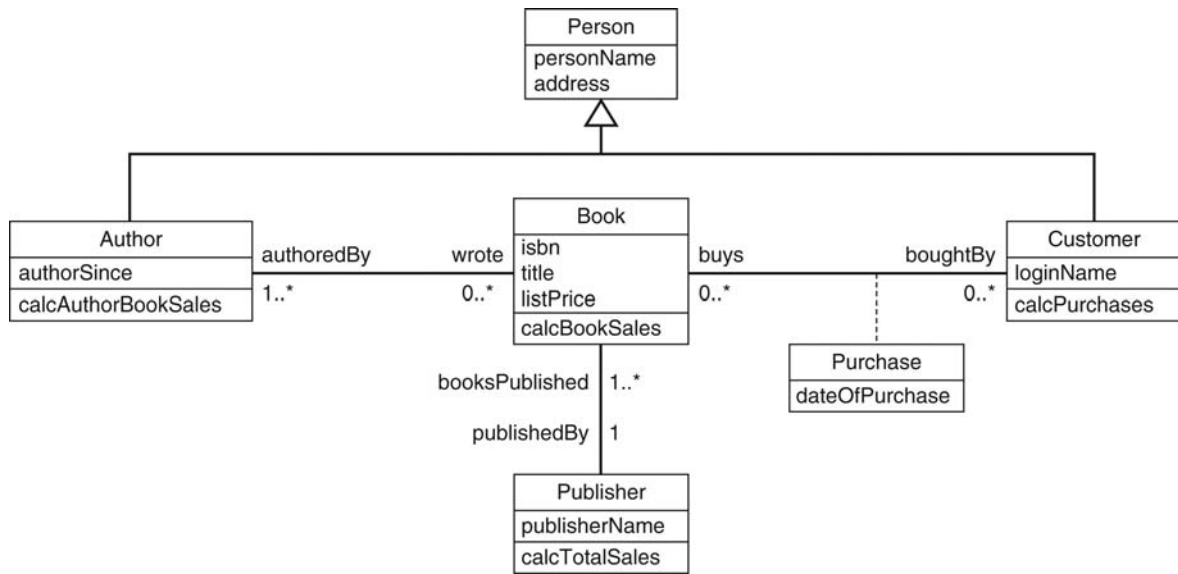 Person
personName
address
Author
authorSince
calcAuthorBookSales
authoredBy
wrote
1..*
0..*
Book
isbn
title
listPrice
calcBookSales
buys
boughtBy
0..*
0..*
Customer
loginName
calcPurchases
Purchase
dateOfPurchase
booksPublished
1..*
publishedBy
1
Publisher
publisherName
calcTotalSales